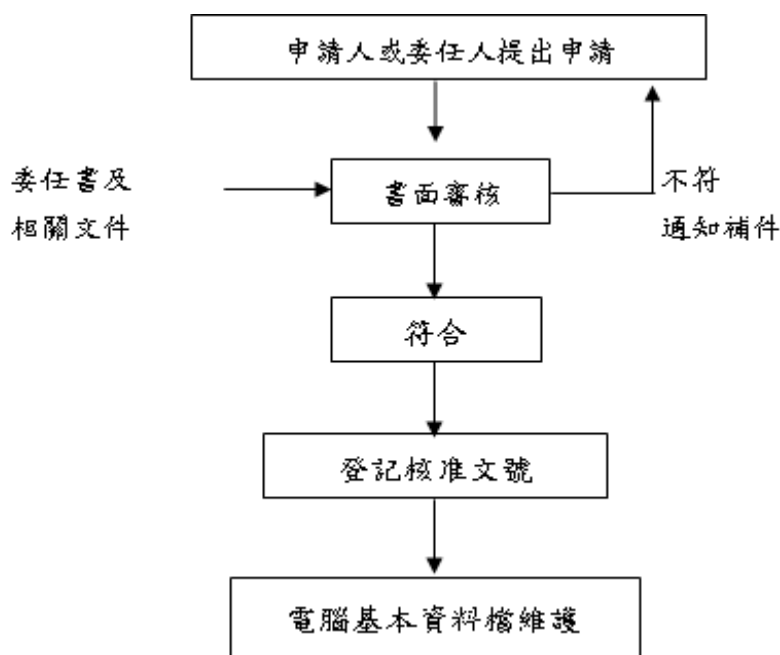 申請人或委任人提出申請
委任書及
相關文件
書面審核
不符
通知補件
符合
登記核准文號
電腦基本資料檔維護